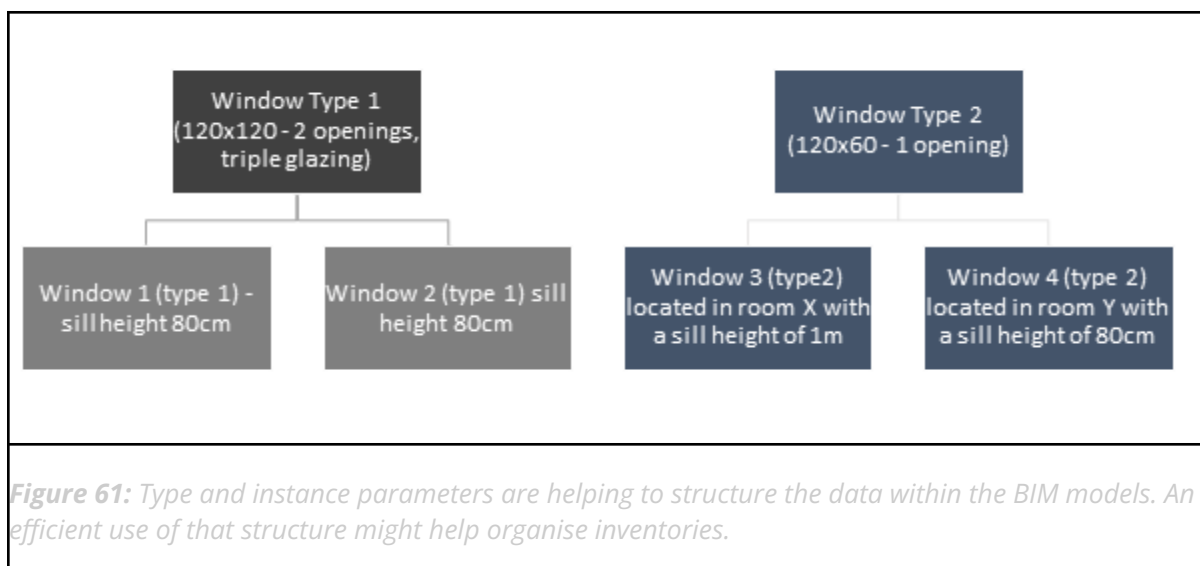 Window Type 1
(120x120 - 2 openings,
triple glazing)
Window Type 2
(120x60 - 1 opening)
Window 1 (type 1) -
sill height 80cm
Window 2 (type 1) sill
height 80cm
Window 3 (type2)
located in room X with
a sill height of 1m
Window 4 (type 2)
located in room Y with
a sill height of 80cm
Figure 61: Type and instance parameters are helping to structure the data within the BIM models. An
efficient use of that structure might help organise inventories.